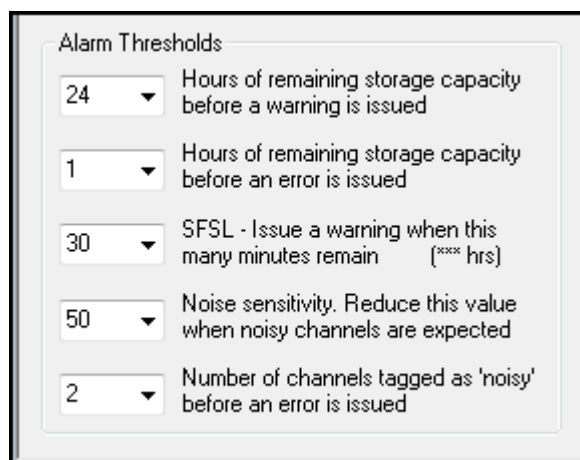 Alarm Thresholds
24 Hours of remaining storage capacity
before a warning is issued
1 Hours of remaining storage capacity
before an error is issued
30 SFSL - Issue a warning when this
many minutes remain (*** hrs)
50 Noise sensitivity. Reduce this value
when noisy channels are expected
2 Number of channels tagged as 'noisy'
before an error is issued